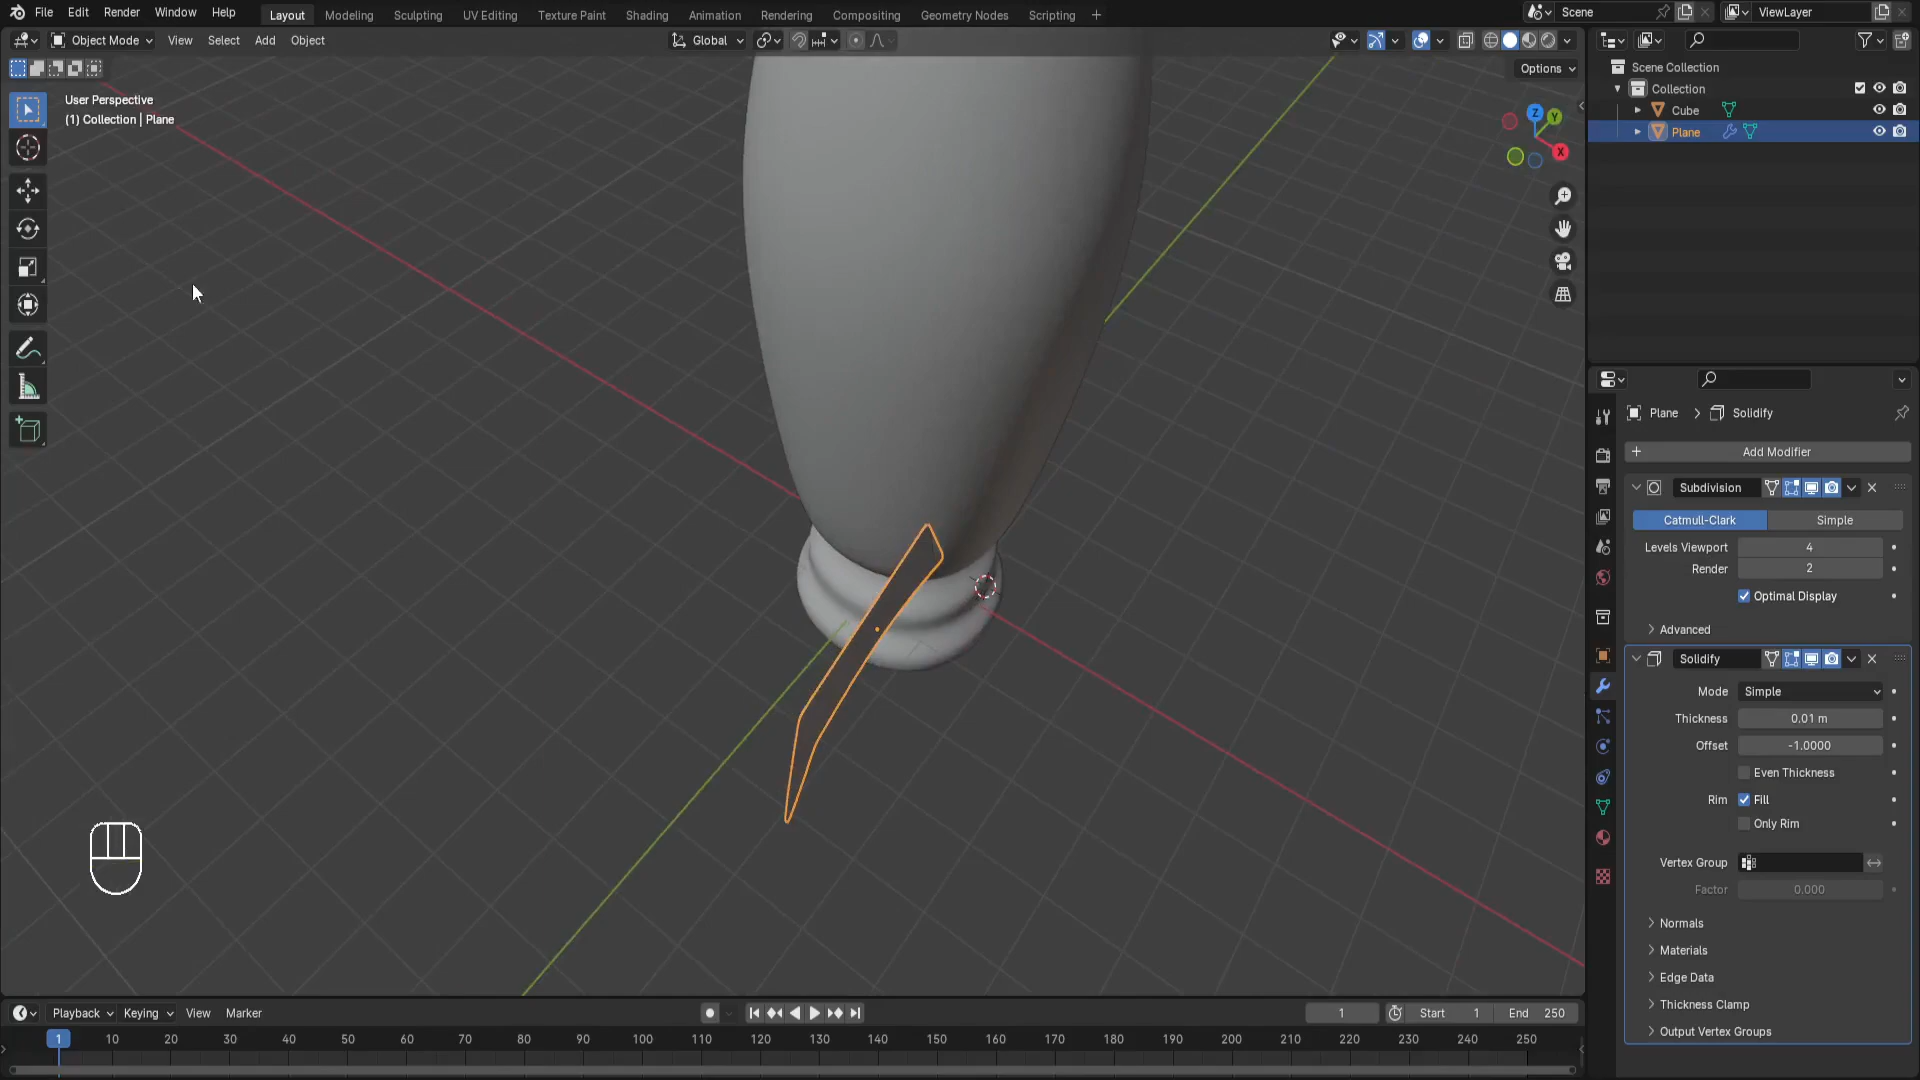 File Edit Render Window Help
Layout Modeling Sculpting UV Editing Texture Paint Shading Animation Rendering Compositing Geometry Nodes Scripting
Scene
ViewLayer
Object Mode View Select Add Object
Global
Options
User Perspective
(1) Collection | Plane
Z
Y
X
Scene Collection
Collection
Cube
Plane
Plane > Solidify
Add Modifier
Subdivision
Catmull-Clark Simple
Levels Viewport 4
Render 2
Optimal Display
Advanced
Solidify
Mode Simple
Thickness 0.01 m
Offset -1.0000
Even Thickness
Rim Fill
Only Rim
Vertex Group
Factor 0.000
Normals
Materials
Edge Data
Thickness Clamp
Output Vertex Groups
Playback Keying View Marker
1
Start 1 End 250
1 10 20 30 40 50 60 70 80 90 100 110 120 130 140 150 160 170 180 190 200 210 220 230 240 250